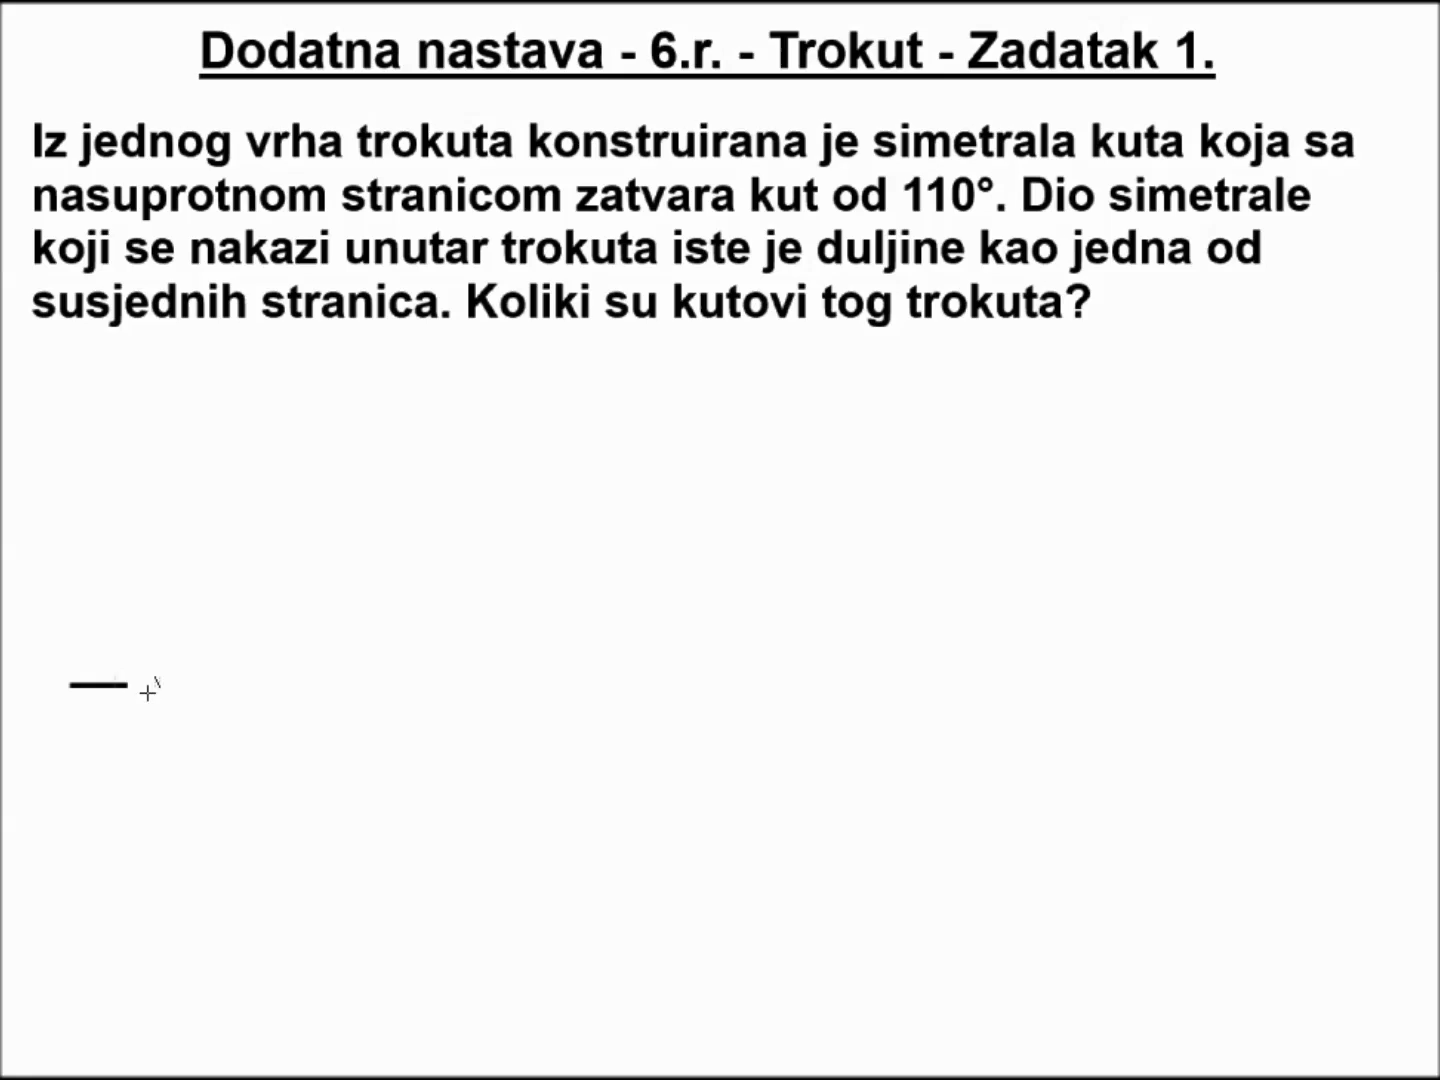 Dodatna nastava - 6.r. - Trokut - Zadatak 1.
Iz jednog vrha trokuta konstruirana je simetrala kuta koja sa
nasuprotnom stranicom zatvara kut od 110°. Dio simetrale
koji se nakazi unutar trokuta iste je duljine kao jedna od
susjednih stranica. Koliki su kutovi tog trokuta?